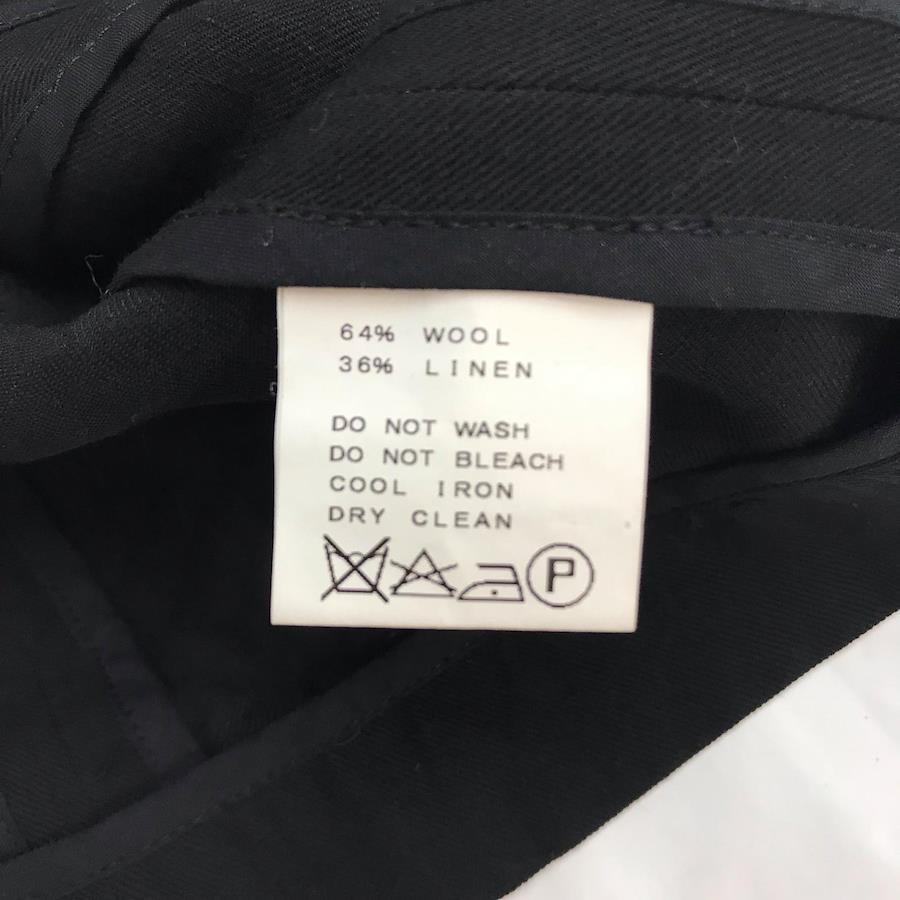 64% WOOL
36% LINEN
DO NOT WASH
DO NOT BLEACH
COOL IRON
DRY CLEAN
P